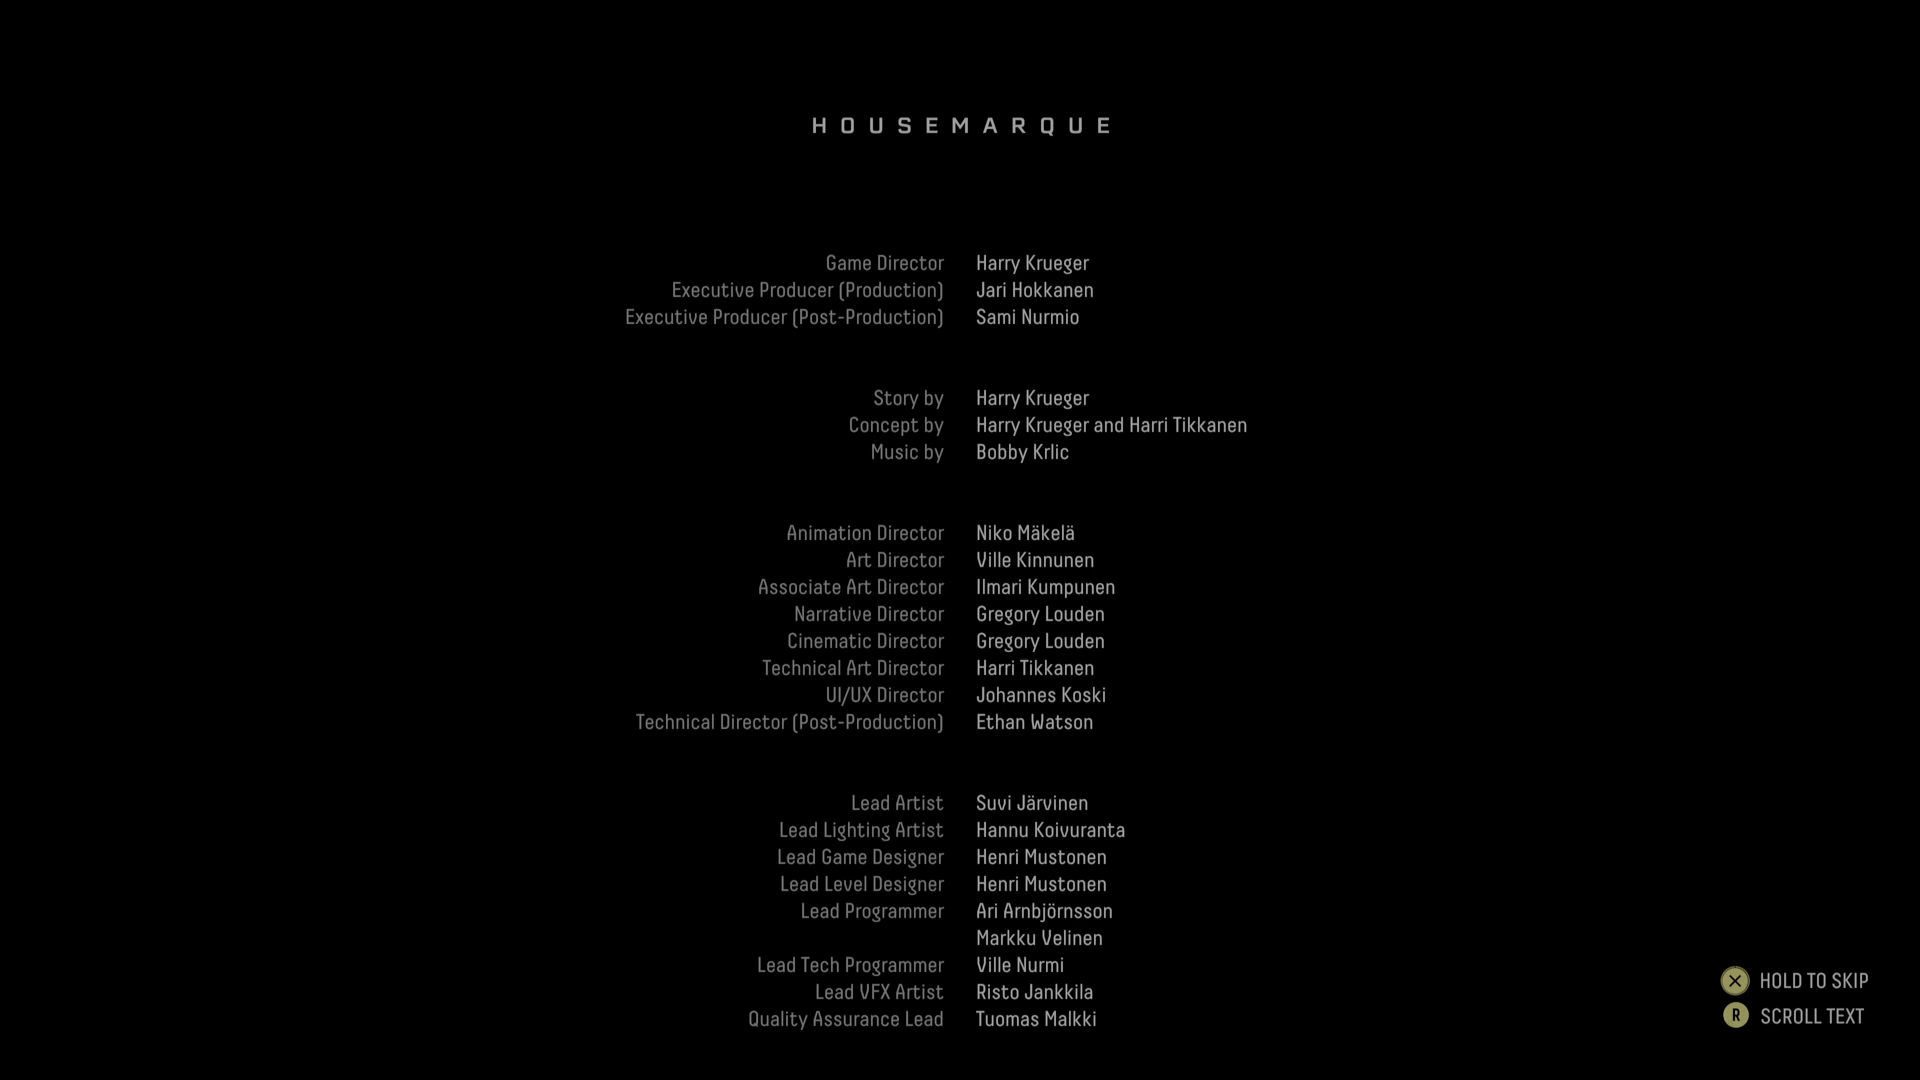 HOUSEMARQUE
Game Director Harry Krueger
Executive Producer (Production) Jari Hokkanen
Executive Producer (Post-Production) Sami Nurmio
Story by Harry Krueger
Concept by Harry Krueger and Harri Tikkanen
Music by Bobby Krlic
Animation Director Niko Mäkelä
Art Director Ville Kinnunen
Associate Art Director Ilmari Kumpunen
Narrative Director Gregory Louden
Cinematic Director Gregory Louden
Technical Art Director Harri Tikkanen
UI/UX Director Johannes Koski
Technical Director (Post-Production) Ethan Watson
Lead Artist Suvi Järvinen
Lead Lighting Artist Hannu Koivuranta
Lead Game Designer Henri Mustonen
Lead Level Designer Henri Mustonen
Lead Programmer Ari Arnbjörnsson
Markku Velinen
Lead Tech Programmer Ville Nurmi
Lead VFX Artist Risto Jankkila
Quality Assurance Lead Tuomas Malkki
HOLD TO SKIP
R SCROLL TEXT